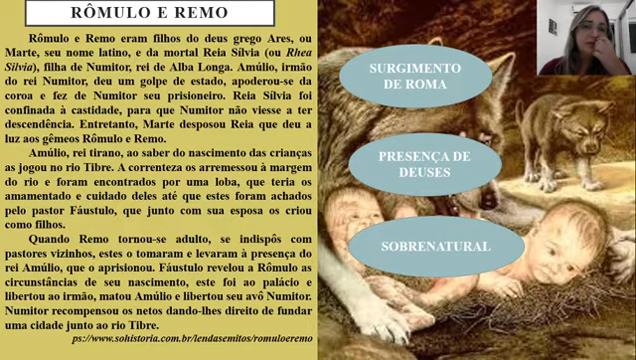 RÔMULO E REMO
Rômulo e Remo eram filhos do deus grego Ares, ou
Marte, seu nome latino, e da mortal Reia Sílvia (ou Rhea
Silvia), filha de Numitor, rei de Alba Longa. Amúlio, irmão
do rei Numitor, deu um golpe de estado, apoderou-se da
coroa e fez de Numitor seu prisioneiro. Reia Sílvia foi
confinada à castidade, para que Numitor não viesse a ter
descendência. Entretanto, Marte desposou Reia que deu a
luz aos gêmeos Rômulo e Remo.
Amúlio, rei tirano, ao saber do nascimento das crianças
as jogou no rio Tibre. A correnteza os arremessou à margem
do rio e foram encontrados por uma loba, que teria os
amamentado e cuidado deles até que estes foram achados
pelo pastor Fáustulo, que junto com sua esposa os criou
como filhos.
Quando Remo tornou-se adulto, se indispôs com
pastores vizinhos, estes o tomaram e levaram à presença do
rei Amúlio, que o aprisionou. Fáustulo revelou a Rômulo as
circunstâncias de seu nascimento, este foi ao palácio e
libertou ao irmão, matou Amúlio e libertou seu avô Numitor.
Numitor recompensou os netos dando-lhes direito de fundar
uma cidade junto ao rio Tibre.
ps://www.sohistoria.com.br/lendasemitos/romuloeremo
SURGIMENTO
DE ROMA
PRESENÇA DE
DEUSES
SOBRENATURAL